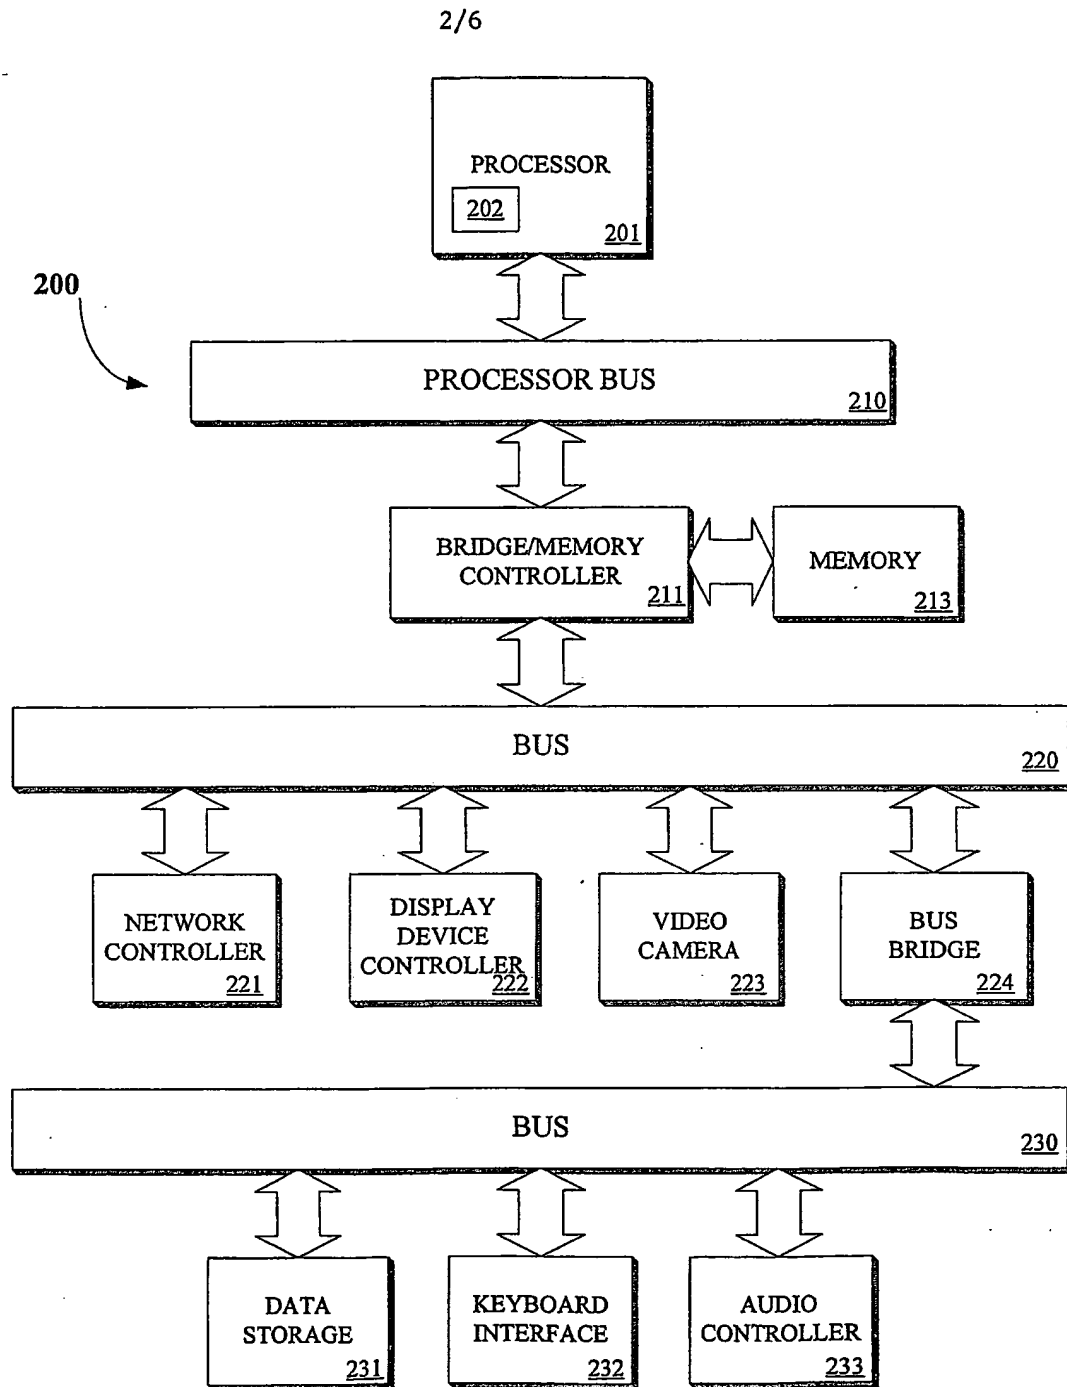 2/6
PROCESSOR
202
201
200
PROCESSOR BUS
210
BRIDGE/MEMORY
CONTROLLER
211
MEMORY
213
BUS
220
NETWORK
CONTROLLER
221
DISPLAY
DEVICE
CONTROLLER
222
VIDEO
CAMERA
223
BUS
BRIDGE
224
BUS
230
DATA
STORAGE
231
KEYBOARD
INTERFACE
232
AUDIO
CONTROLLER
233